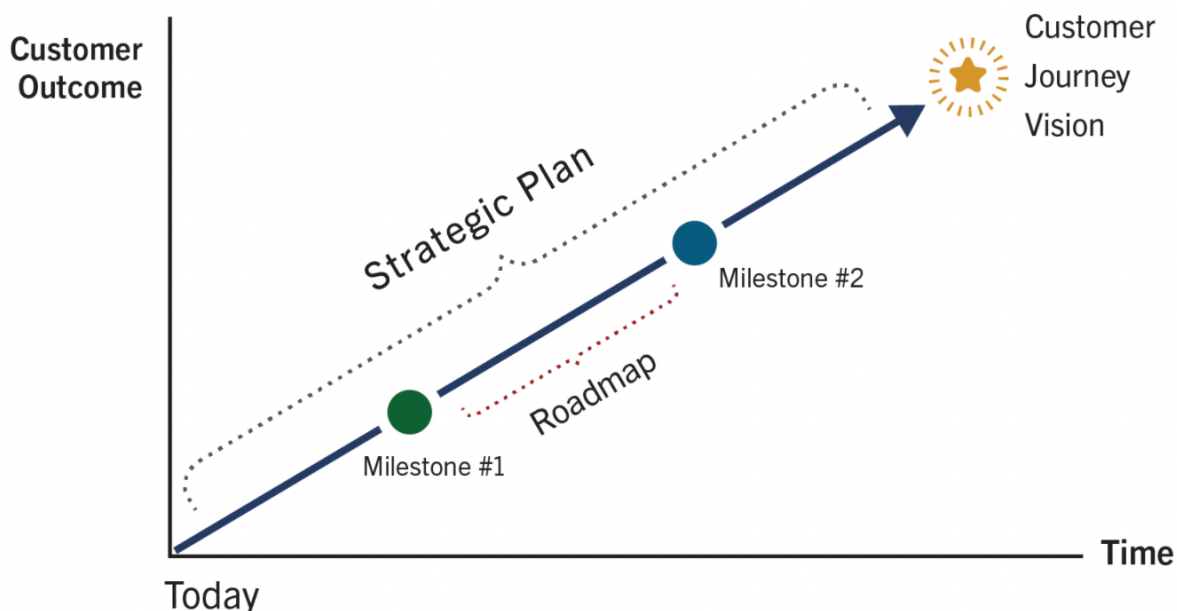 Customer
Outcome
Customer
Journey
Vision
Strategic Plan
Milestone #2
Roadmap
Milestone #1
Time
Today